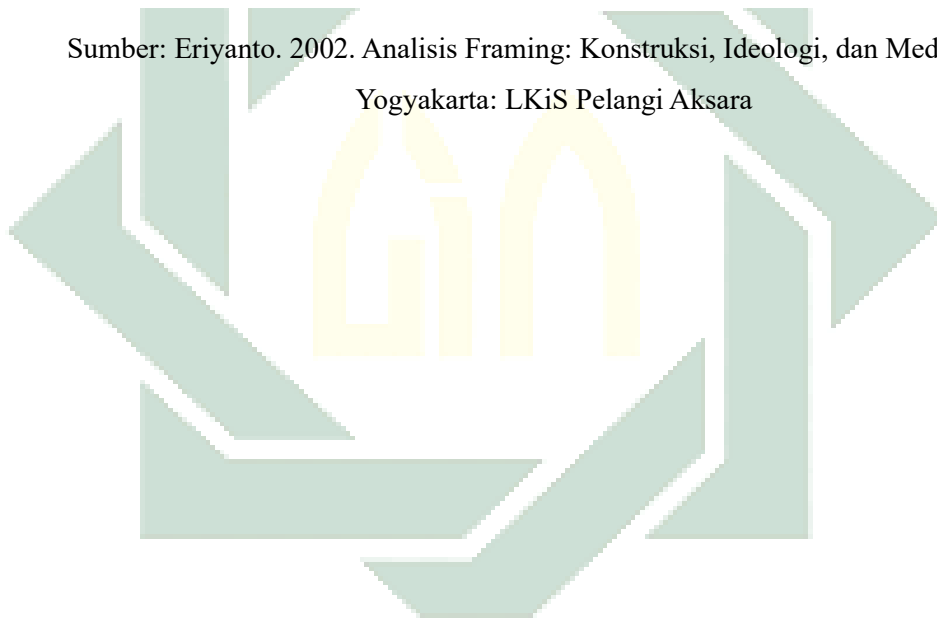 Sumber: Eriyanto. 2002. Analisis Framing: Konstruksi, Ideologi, dan Med
Yogyakarta: LKiS Pelangi Aksara